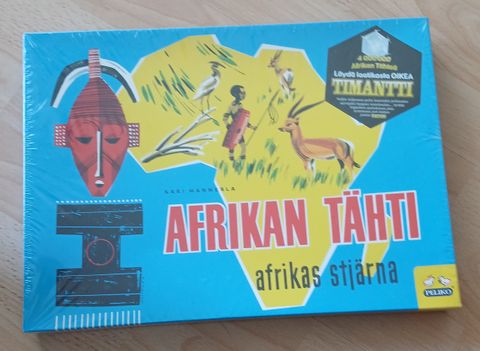 4 000 000
Afrikan Tähteä
Löydä laatikosta OIKEA
TIMANTTI
KARI MANNERLA
AFRIKAN TÄHTI
afrikas stjärna
PELIKO